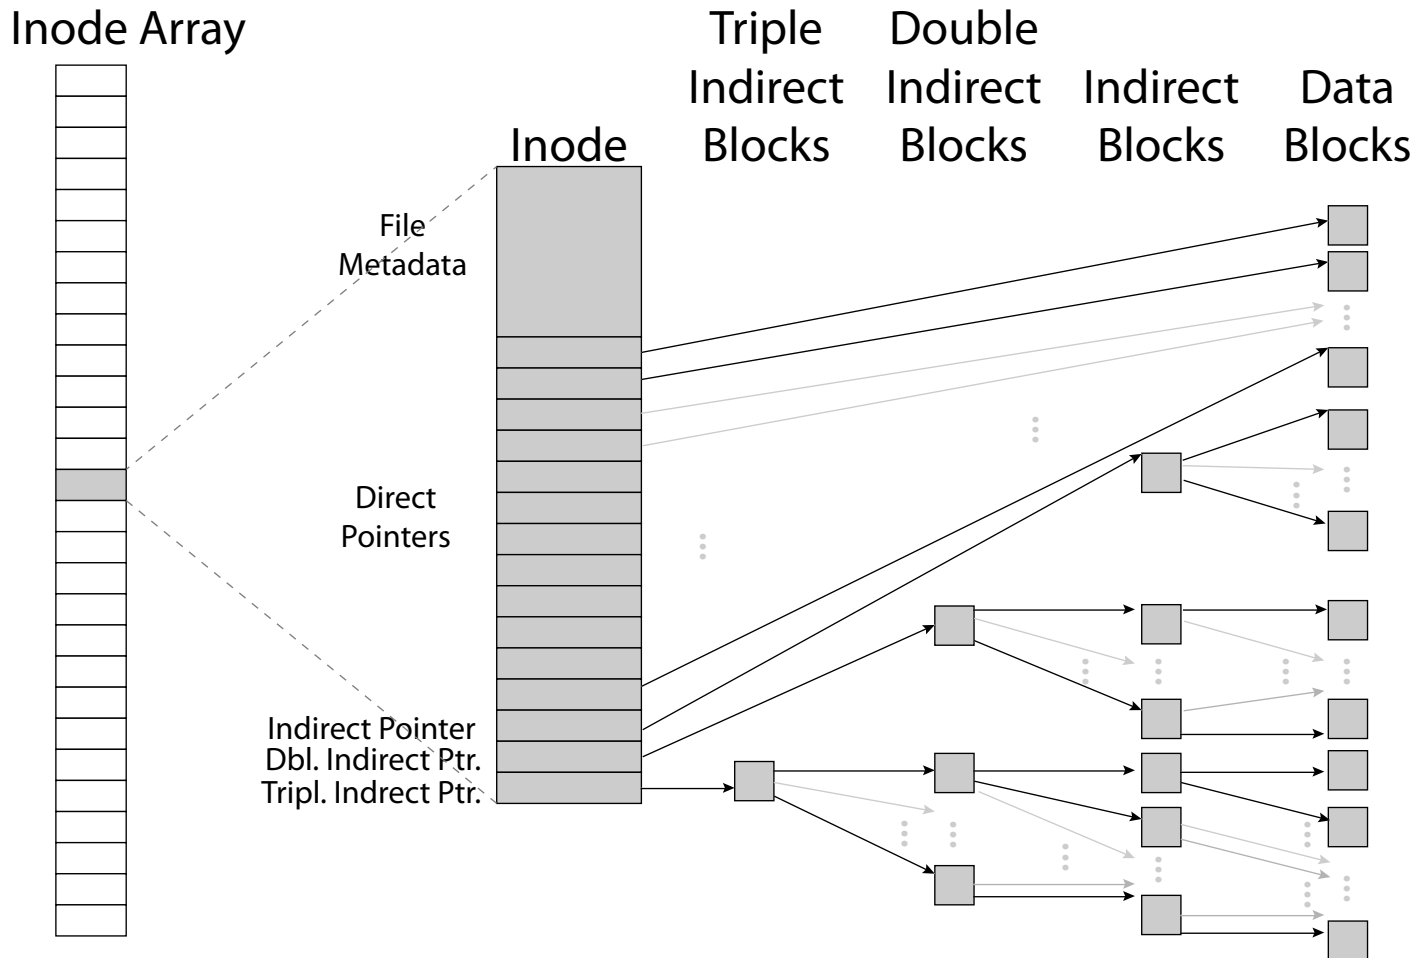 Inode Array
Triple
Indirect
Blocks
Double
Indirect
Blocks
Indirect
Blocks
Data
Blocks
Inode
File
Metadata
Direct
Pointers
Indirect Pointer
Dbl. Indirect Ptr.
Tripl. Indrect Ptr.